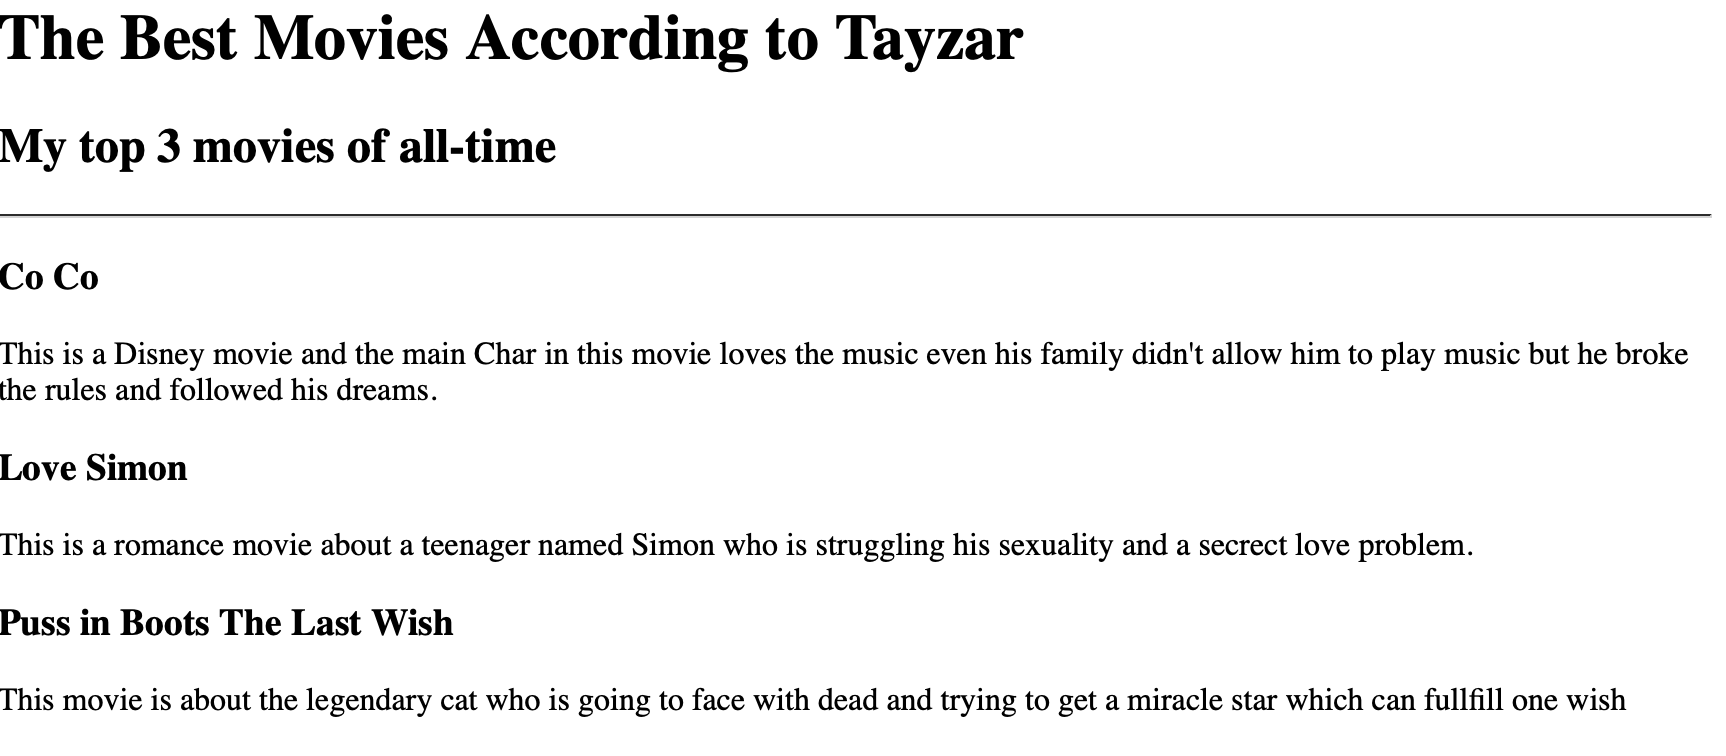 The Best Movies According to Tayzar
My top 3 movies of all-time
Co Co
This is a Disney movie and the main Char in this movie loves the music even his family didn't allow him to play music but he broke
the rules and followed his dreams.
Love Simon
This is a romance movie about a teenager named Simon who is struggling his sexuality and a secrect love problem.
Puss in Boots The Last Wish
This movie is about the legendary cat who is going to face with dead and trying to get a miracle star which can fullfill one wish